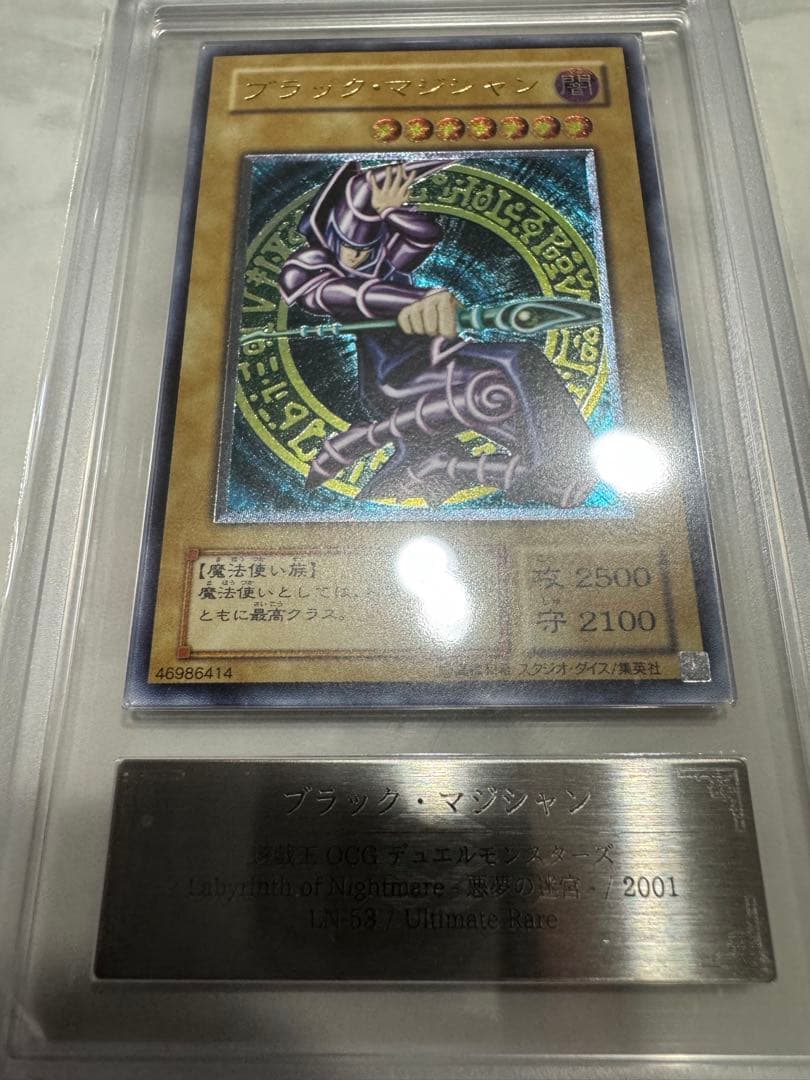 ブラック・マジシャン
闇
【魔法使い族】
魔法使いとしては、
ともに最高クラス。
攻 2500
守 2100
46986414
スタジオ・ダイス/集英社
ブラック・マジシャン
遊戯王 OCG デュエルモンスターズ
Labyrinth of Nightmare - 悪夢の迷宮 - / 2001
LN-53 / Ultimate Rare